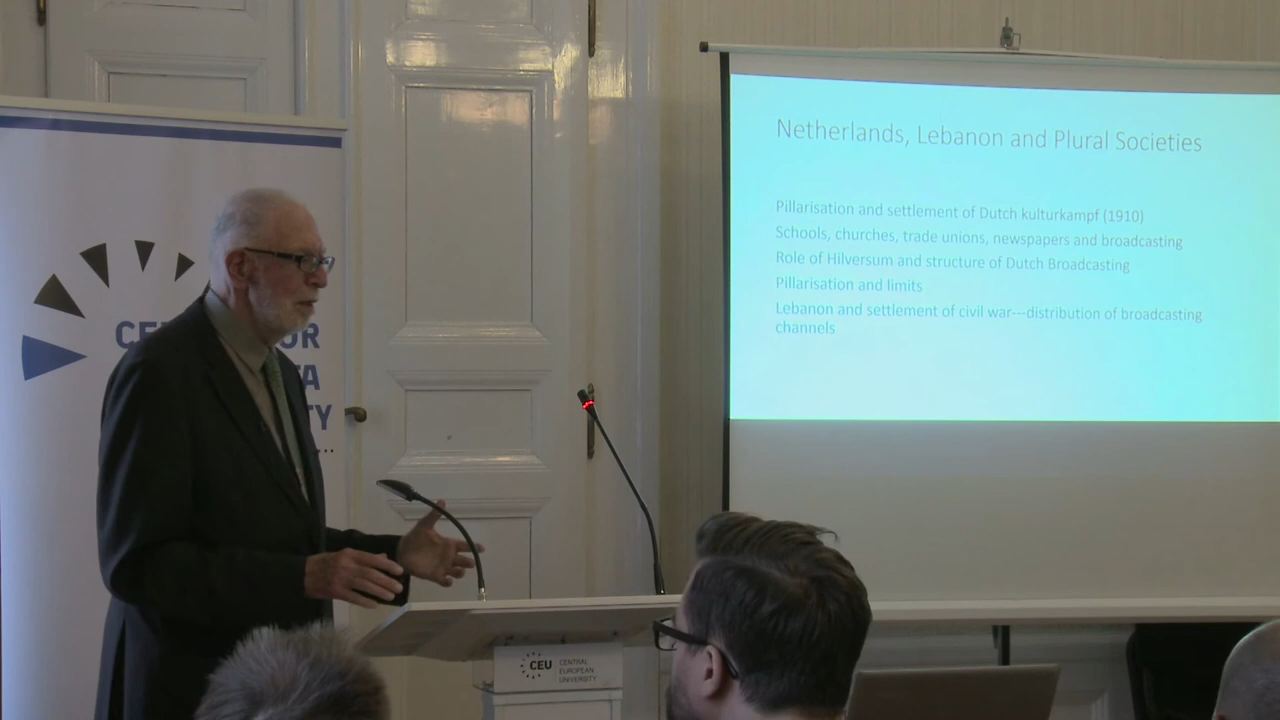 Netherlands, Lebanon and Plural Societies
Pillarisation and settlement of Dutch kulturkampf (1910)
Schools, churches, trade unions, newspapers and broadcasting
Role of Hilversum and structure of Dutch Broadcasting
Pillarisation and limits
Lebanon and settlement of civil war---distribution of broadcasting
channels
CEU
CENTRAL
EUROPEAN
UNIVERSITY